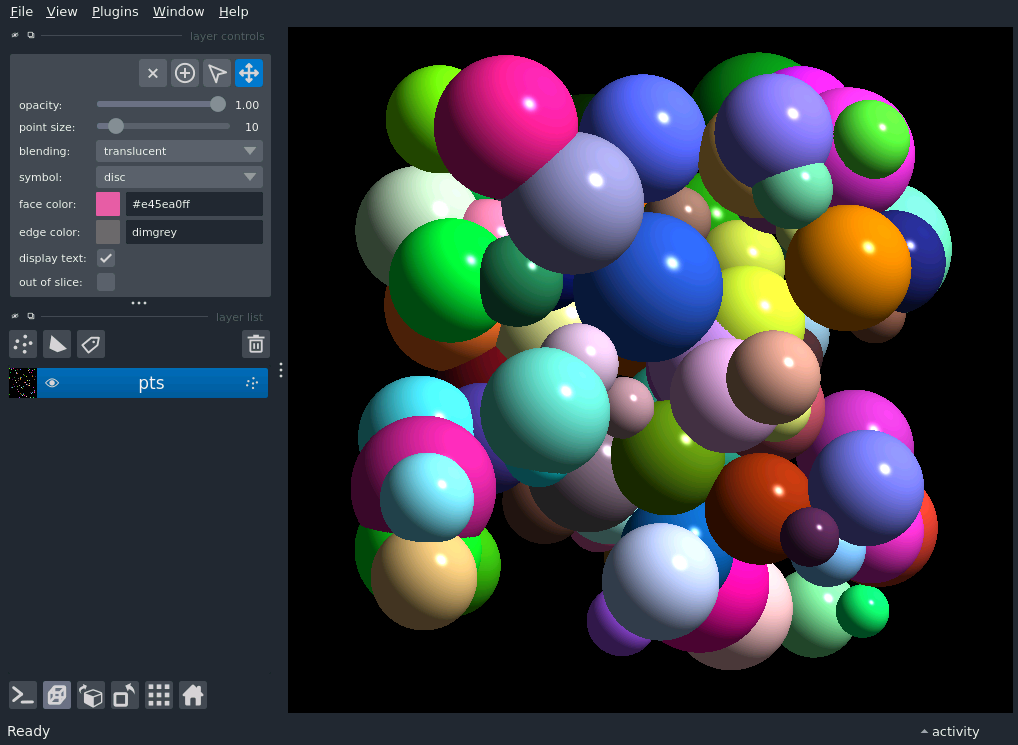 File View Plugins Window Help
layer controls
opacity: 1.00
point size: 10
blending: translucent
symbol: disc
face color: #e45ea0ff
edge color: dimgrey
display text:
out of slice:
layer list
pts
Ready
activity